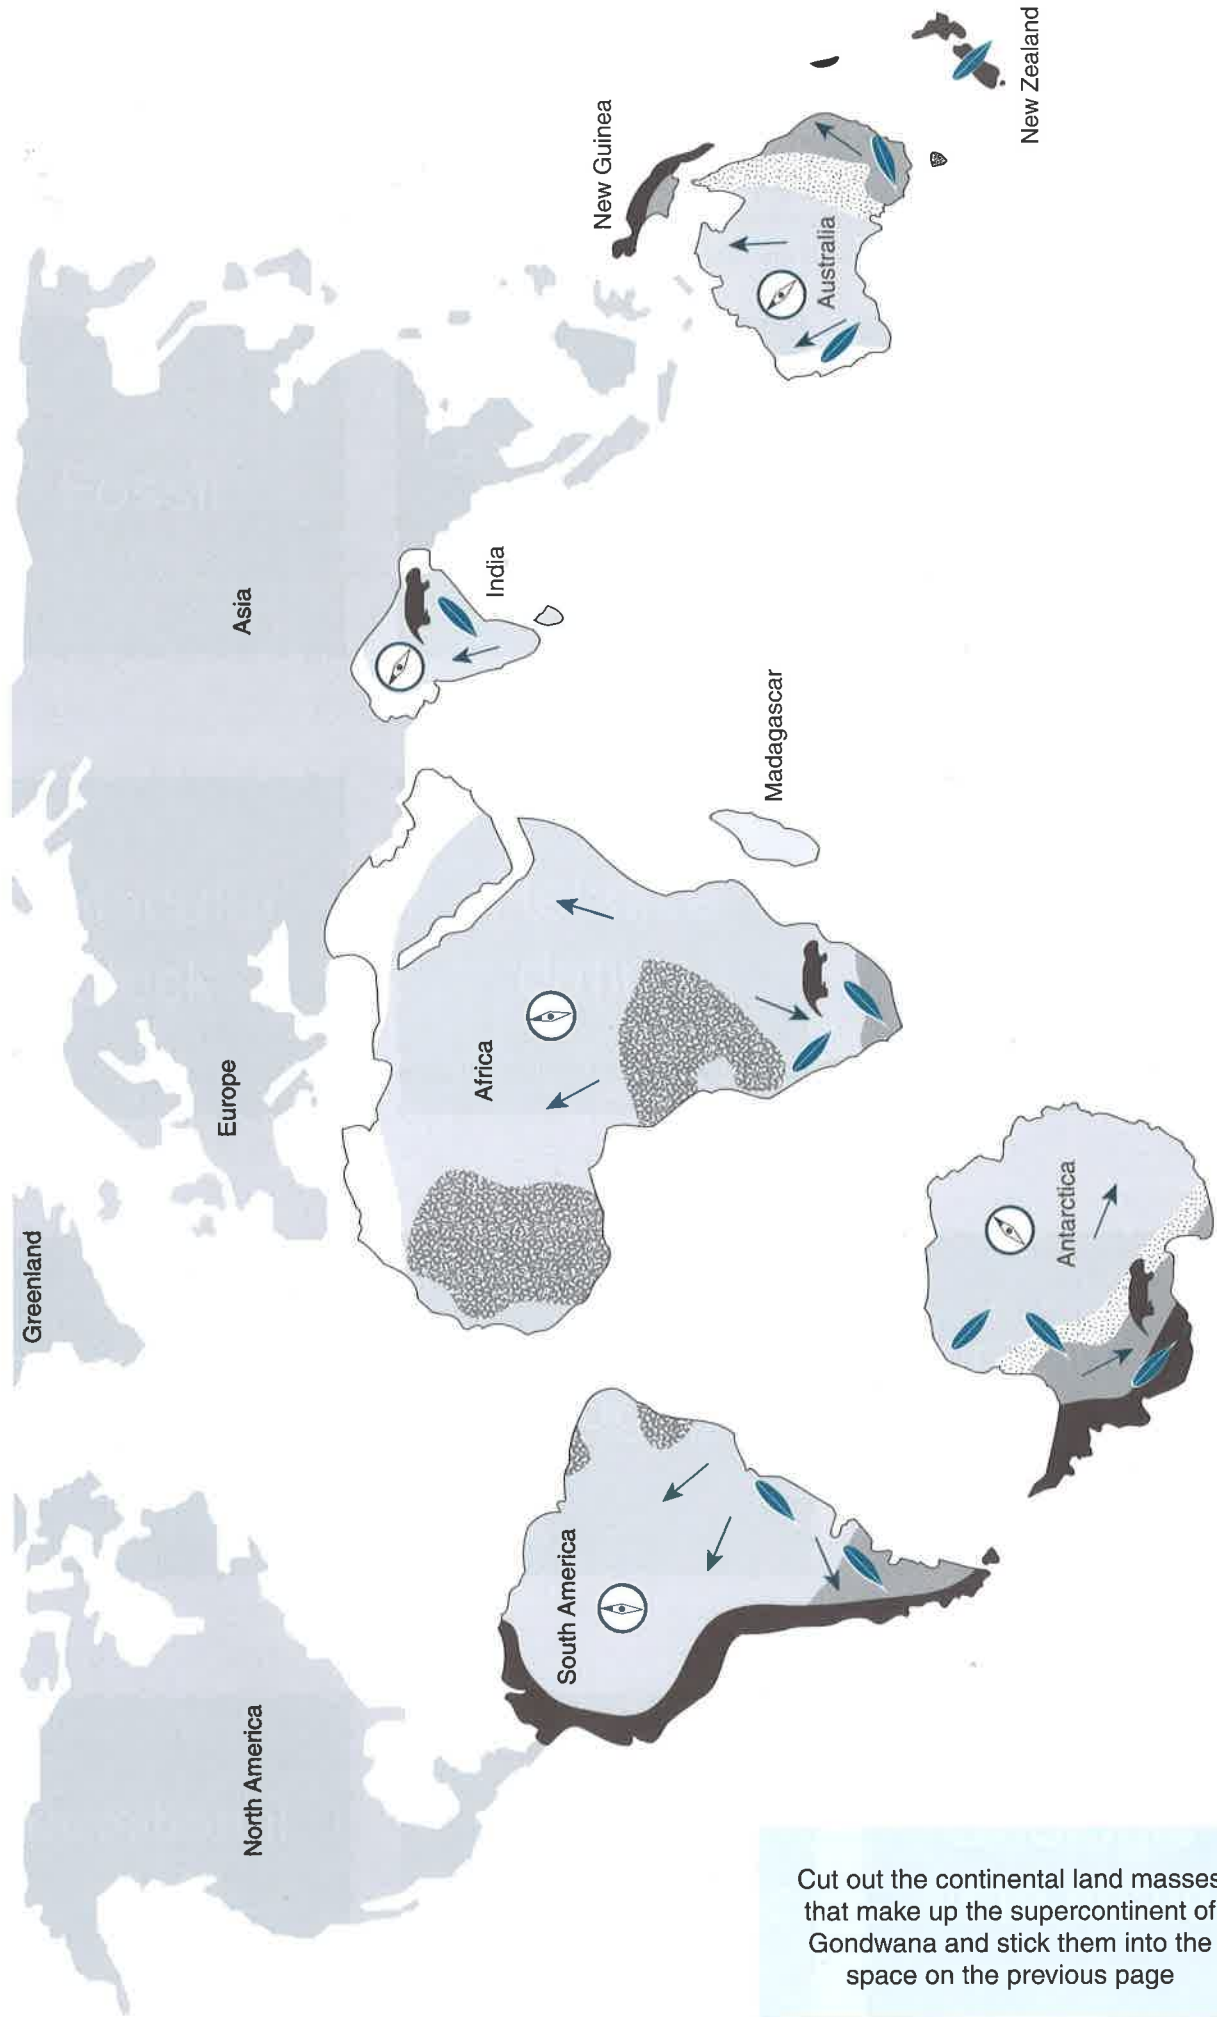 Greenland
North America
Europe
Asia
South America
Africa
India
Madagascar
New Guinea
Australia
New Zealand
Antarctica
Cut out the continental land masses
that make up the supercontinent of
Gondwana and stick them into the
space on the previous page